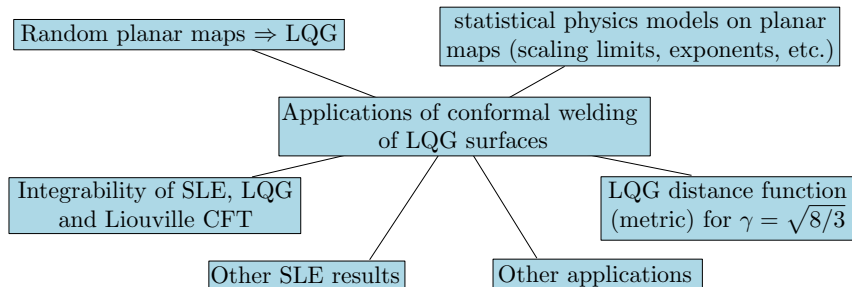 Random planar maps ⇒ LQG
statistical physics models on planar
maps (scaling limits, exponents, etc.)
Applications of conformal welding
of LQG surfaces
Integrability of SLE, LQG
and Liouville CFT
LQG distance function
(metric) for γ = √8/3
Other SLE results
Other applications